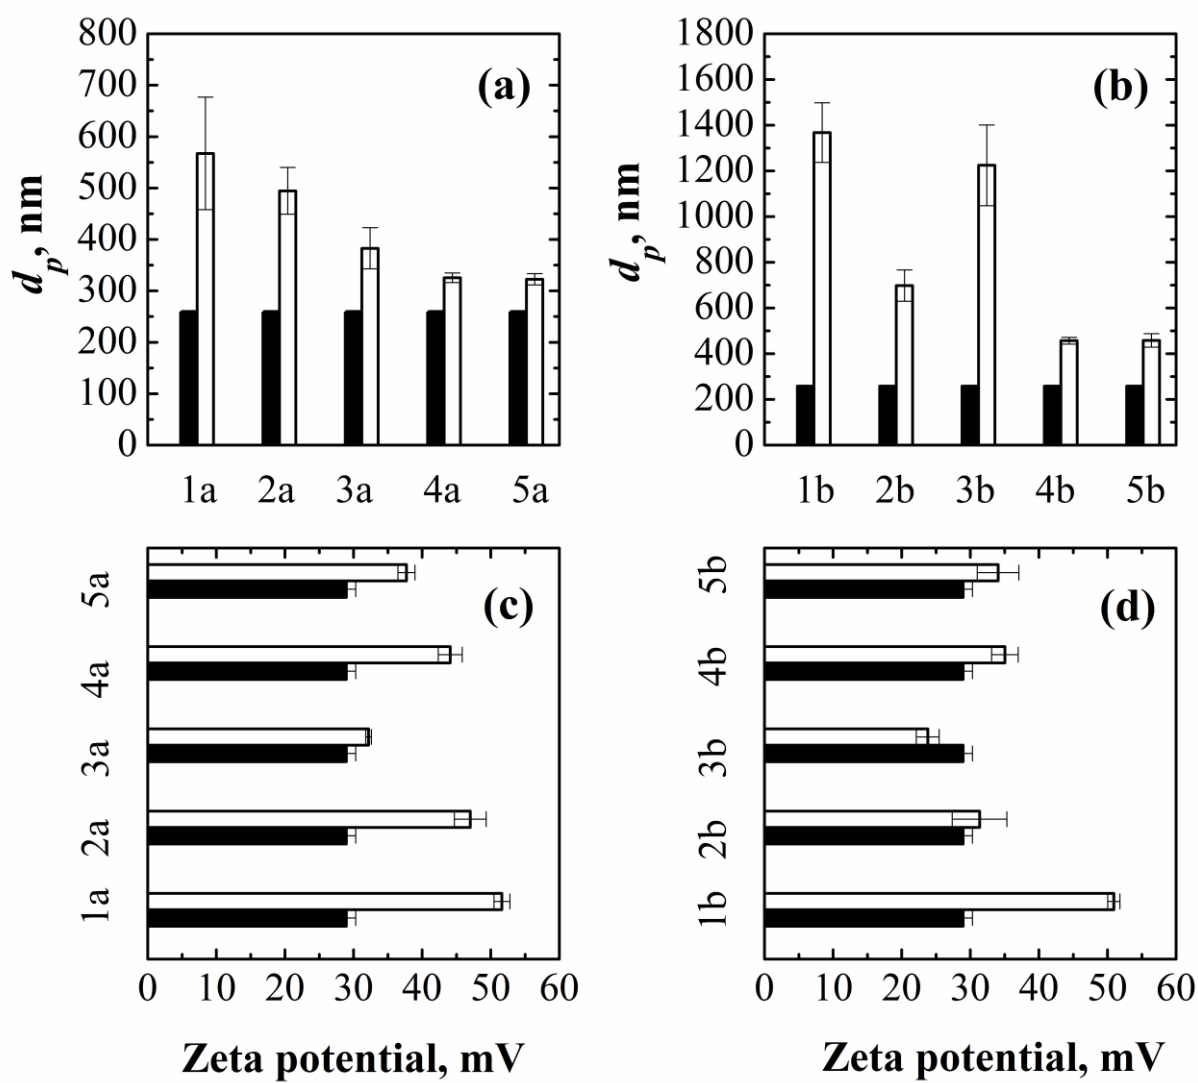 800
700
600
500
400
300
200
100
0
dp, nm
(a)
1a 2a 3a 4a 5a
1800
1600
1400
1200
1000
800
600
400
200
0
dp, nm
(b)
1b 2b 3b 4b 5b
5a
4a
3a
2a
1a
(c)
0 10 20 30 40 50 60
Zeta potential, mV
5b
4b
3b
2b
1b
(d)
0 10 20 30 40 50 60
Zeta potential, mV